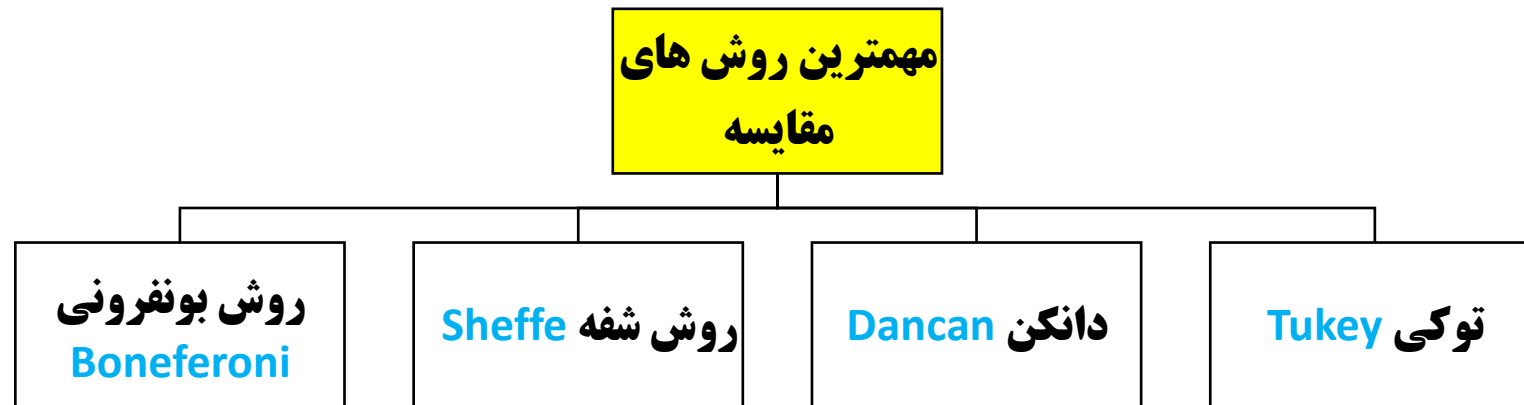 مهمترین روش های
مقایسه
توکی Tukey
دانکن Dancan
روش شفه Sheffe
روش بونفرونی
Boneferoni